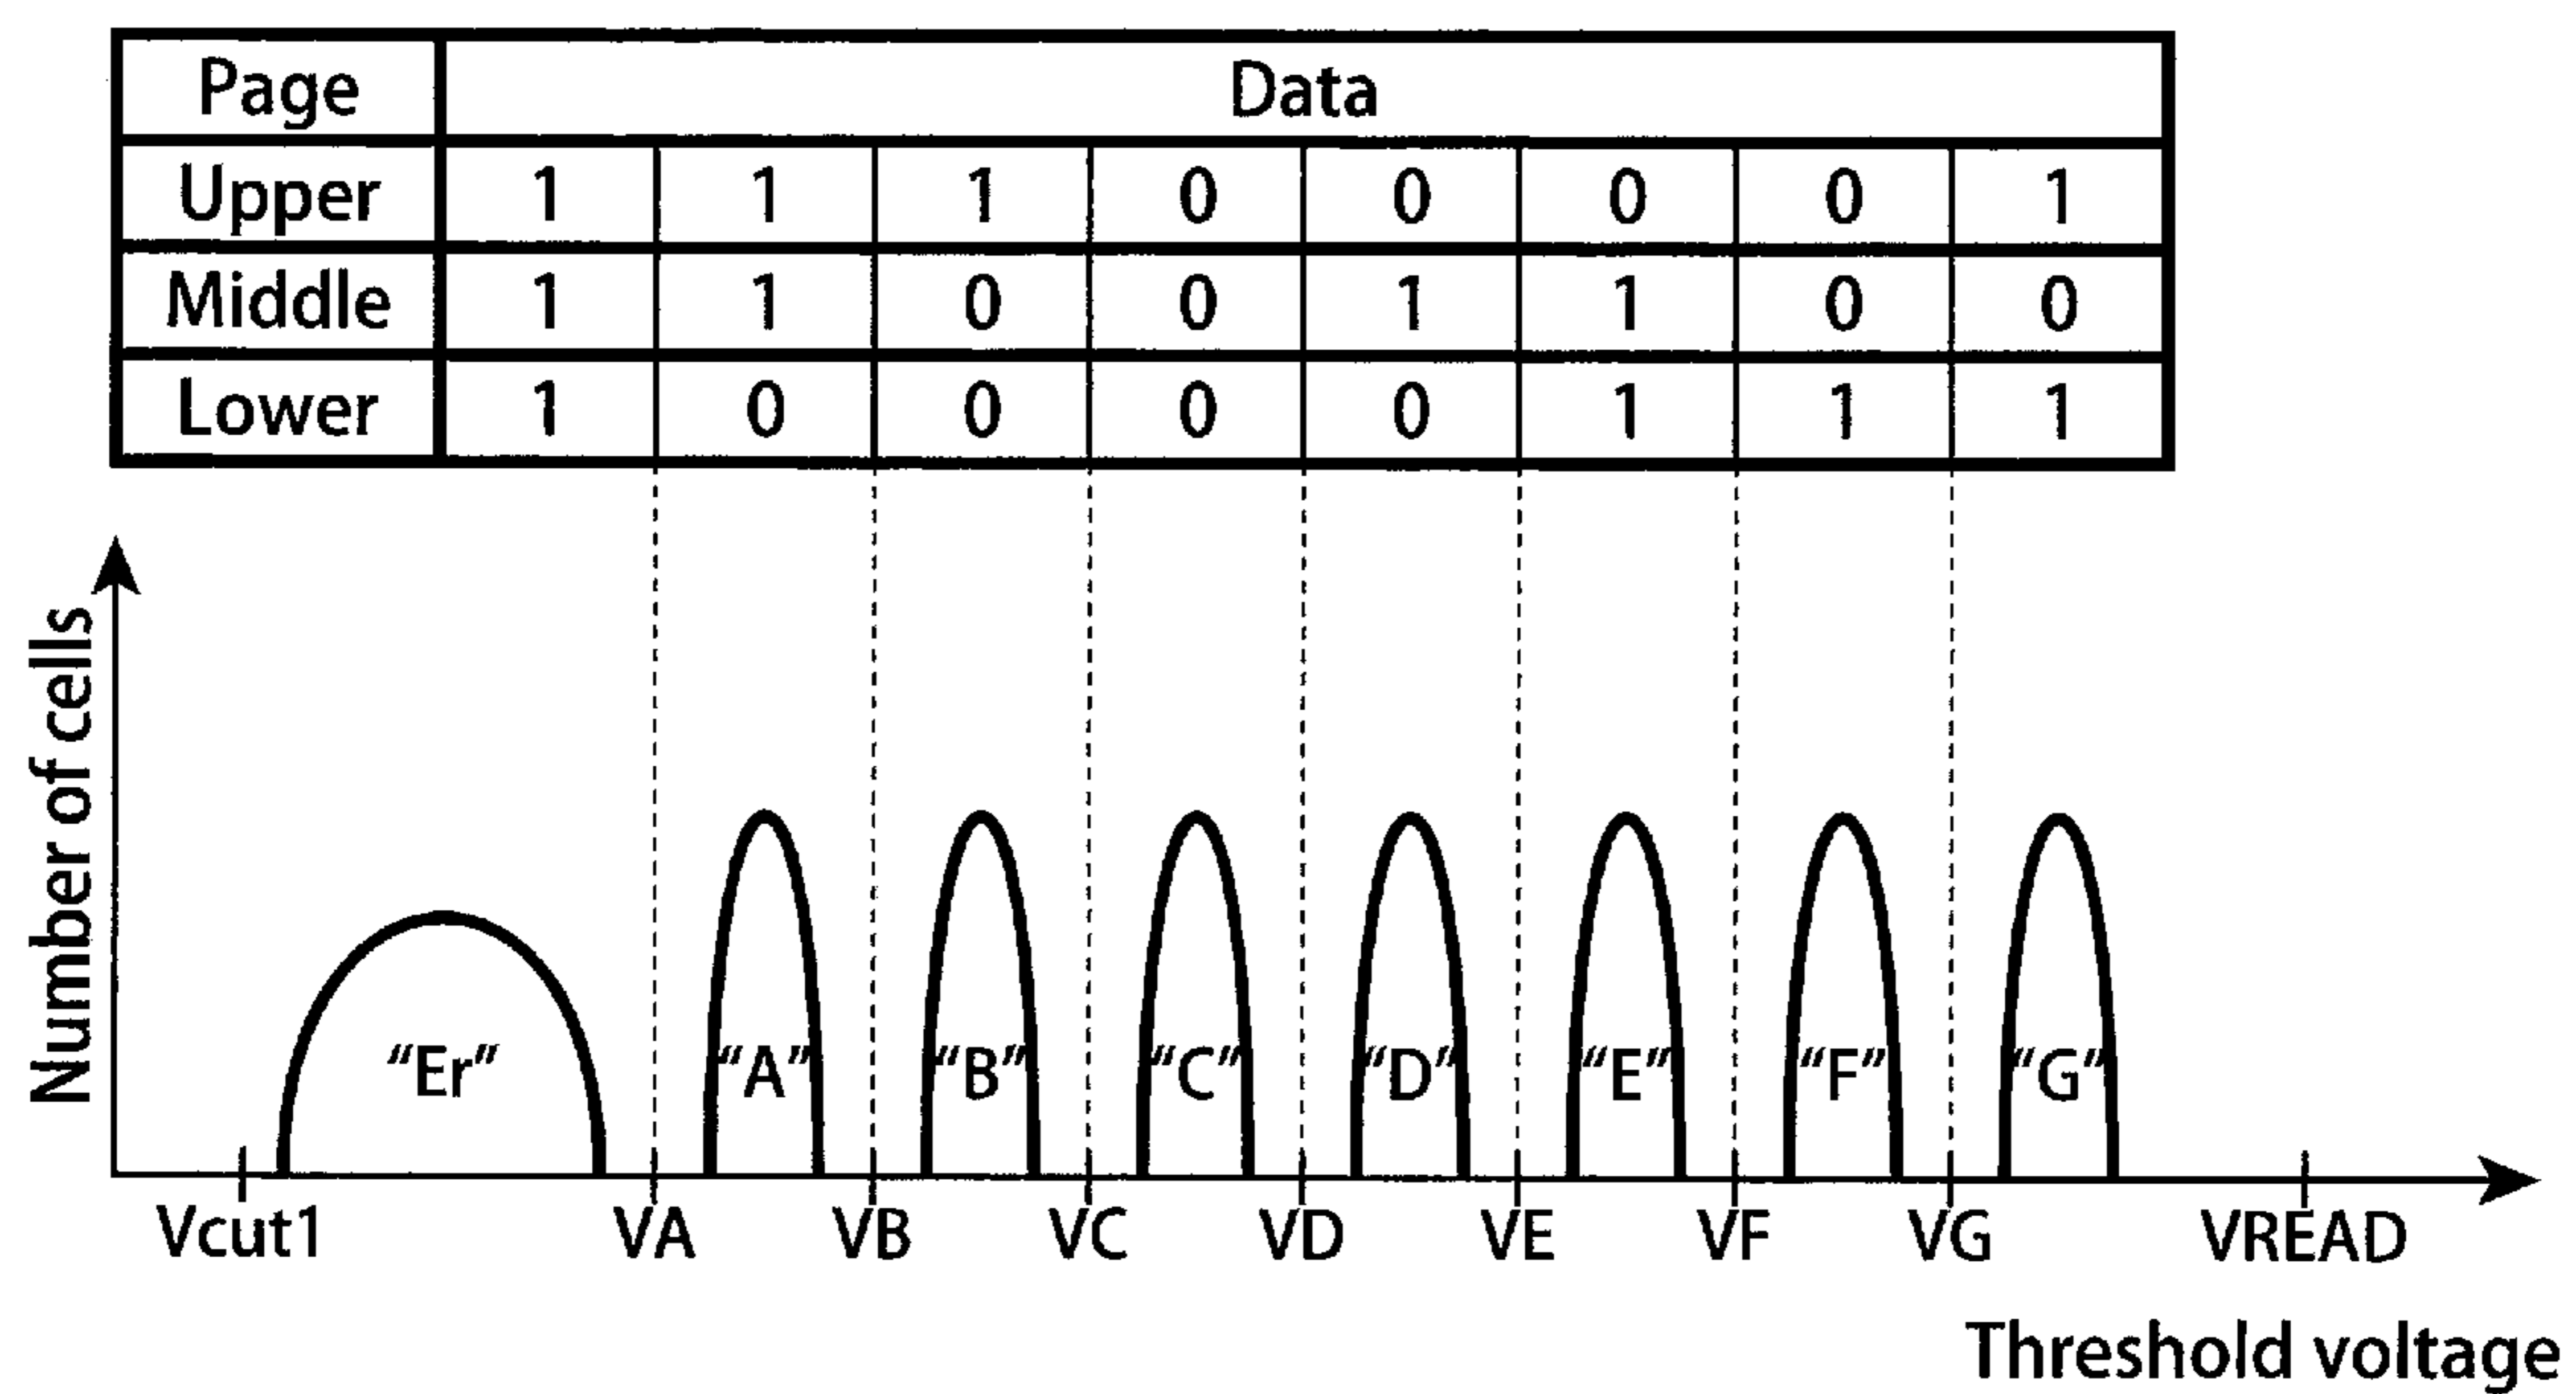 Page Data
Upper 1 1 1 0 0 0 0 1
Middle 1 1 0 0 1 1 0 0
Lower 1 0 0 0 0 1 1 1
Number of cells
“Er” “A” “B” “C” “D” “E” “F” “G”
Vcut1 VA VB VC VD VE VF VG VREAD
Threshold voltage